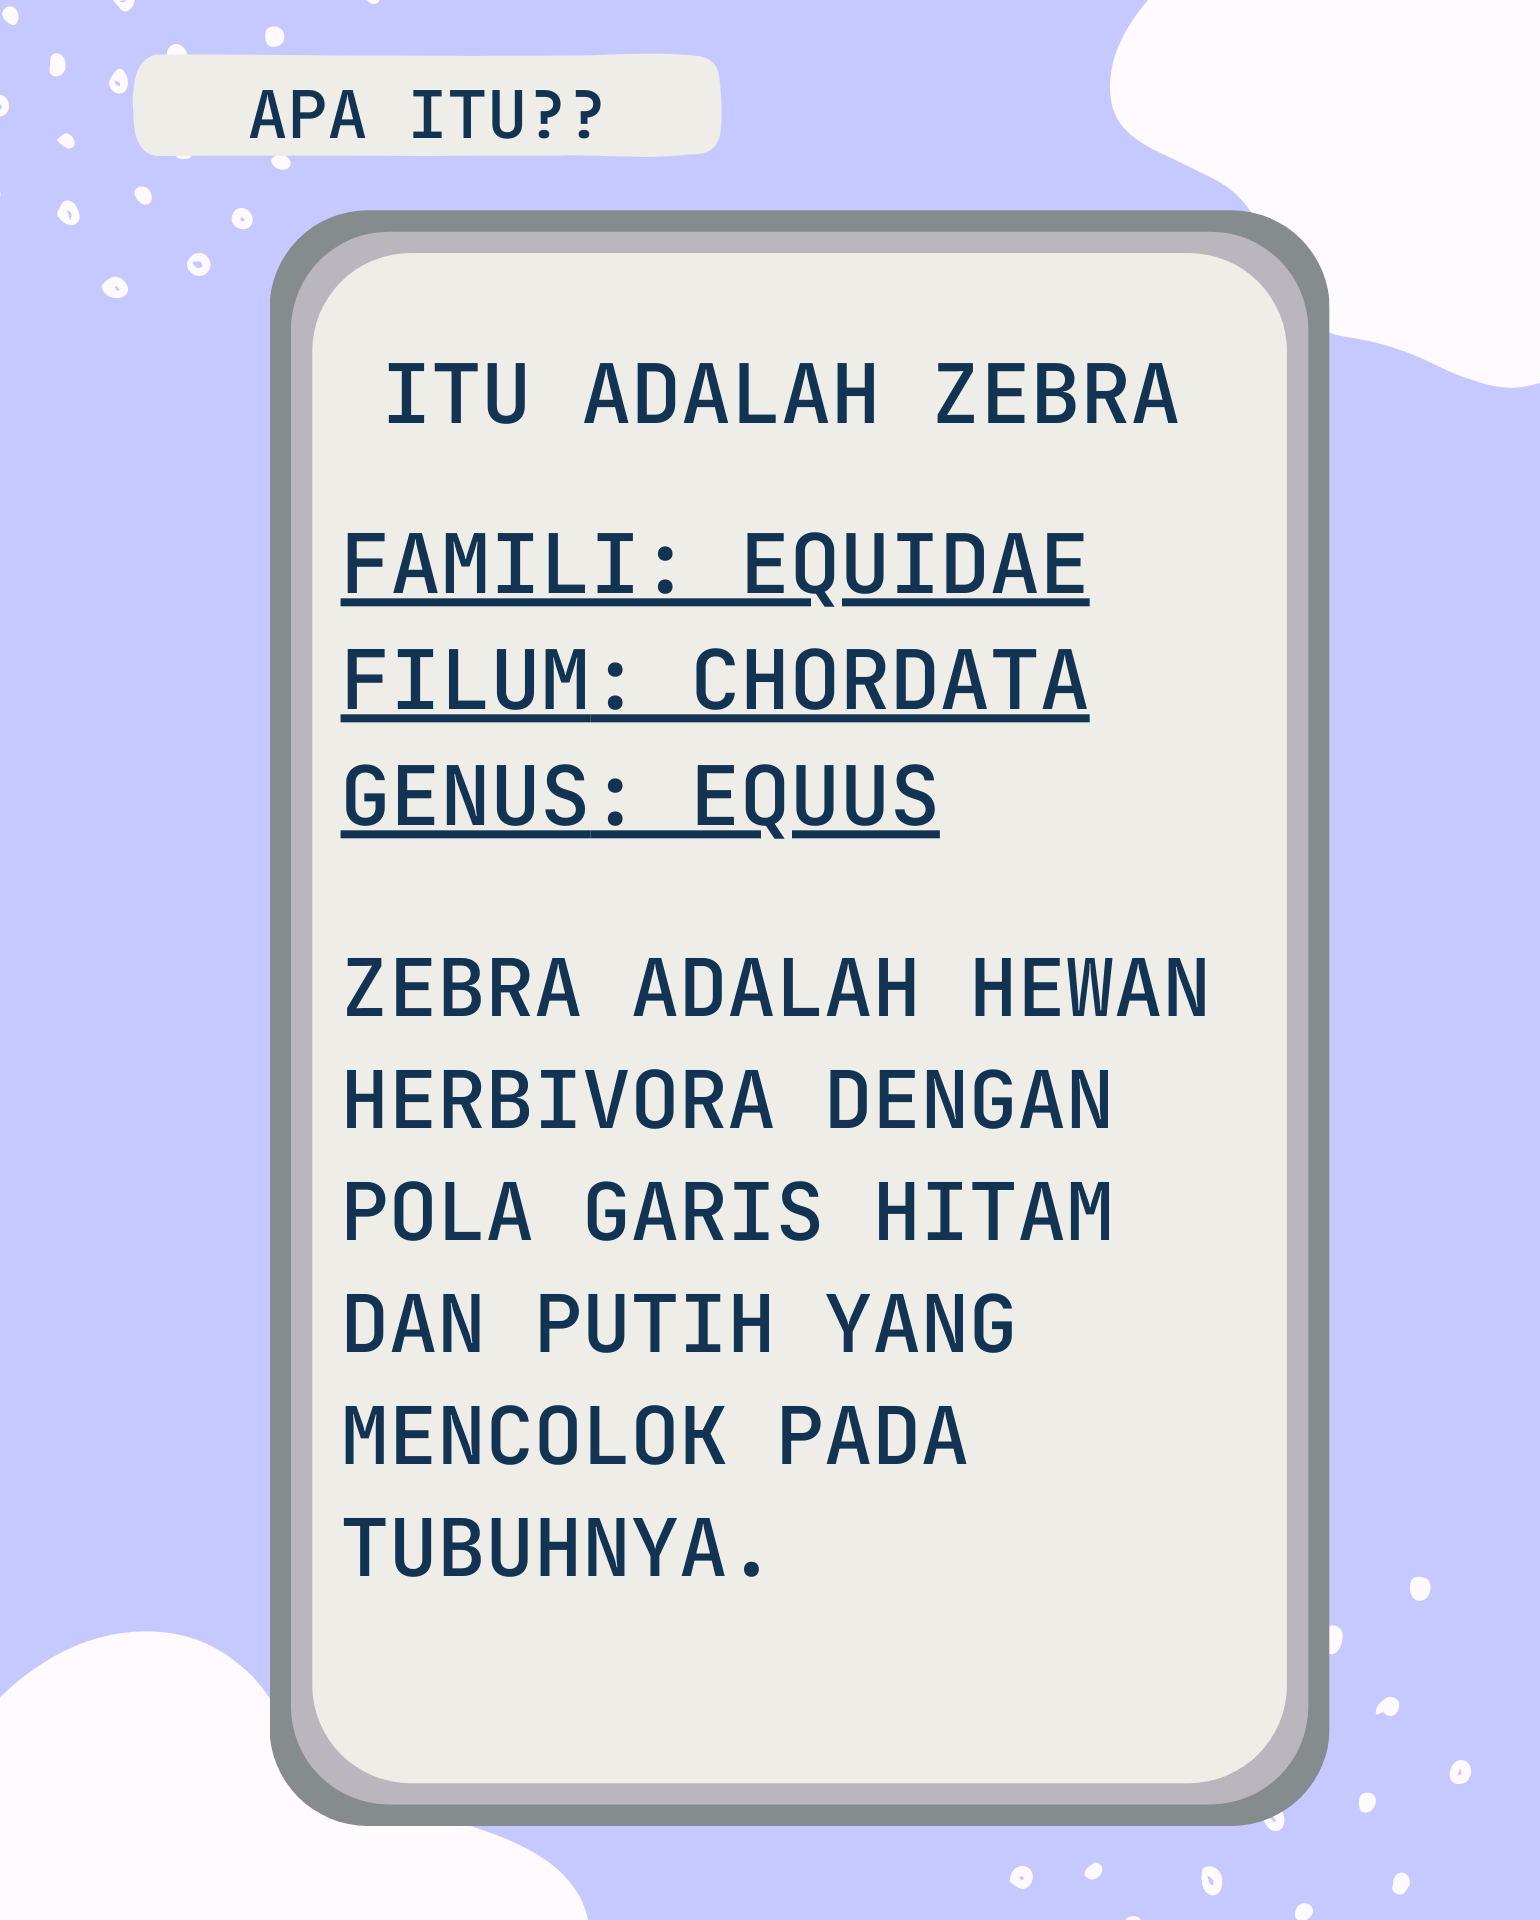 APA ITU??
ITU ADALAH ZEBRA
FAMILI: EQUIDAE
FILUM: CHORDATA
GENUS: EQUUS
ZEBRA ADALAH HEWAN
HERBIVORA DENGAN
POLA GARIS HITAM
DAN PUTIH YANG
MENCOLOK PADA
TUBUHNYA.